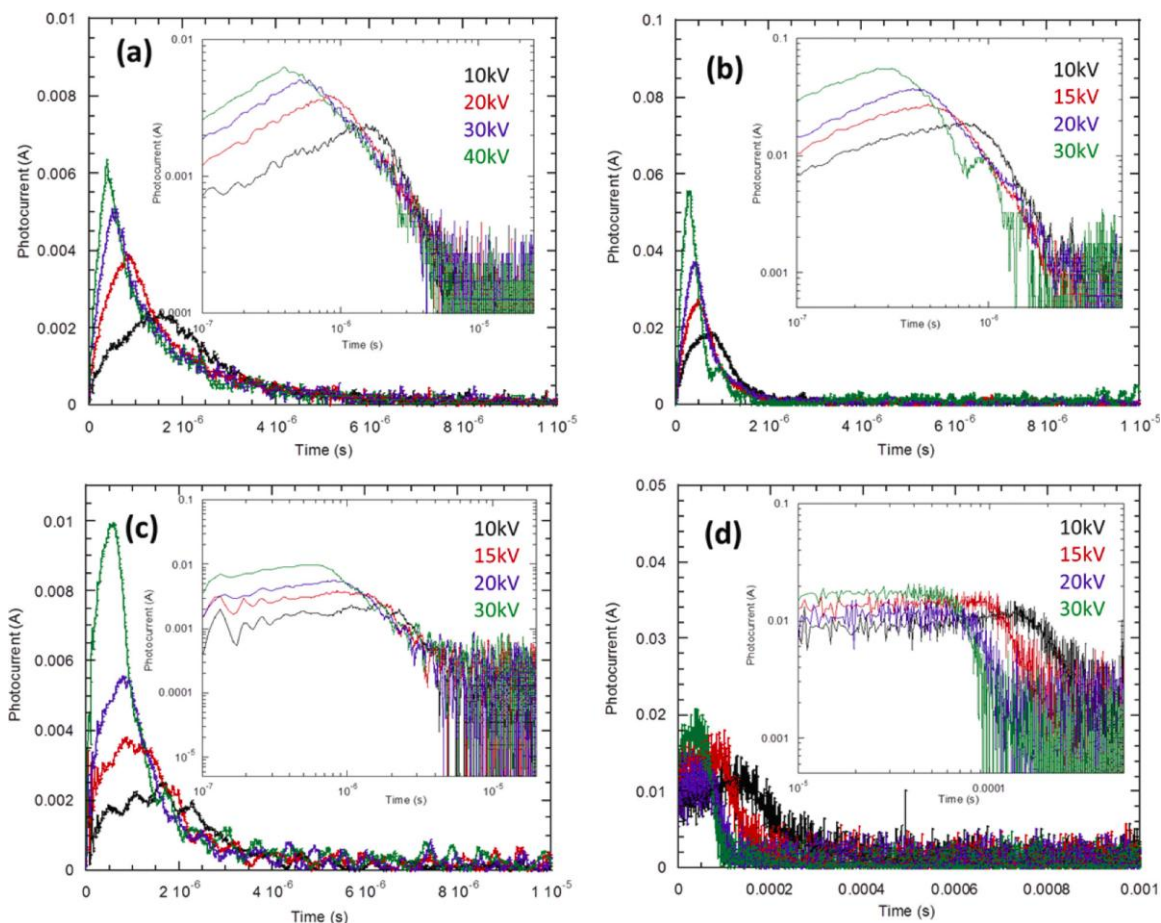 (a)
Photocurrent (A)
0.01
0.008
0.006
0.004
0.002
0
0 2 10-6 4 10-6 6 10-6 8 10-6 1 10-5
Time (s)
Photocurrent (A)
0.01
0.001
0.0001
10-7 10-6 10-5
Time (s)
10kV
20kV
30kV
40kV
(b)
Photocurrent (A)
0.1
0.08
0.06
0.04
0.02
0
0 2 10-6 4 10-6 6 10-6 8 10-6 1 10-5
Time (s)
Photocurrent (A)
0.1
0.01
0.001
10-7 10-6
Time (s)
10kV
15kV
20kV
30kV
(c)
Photocurrent (A)
0.01
0.008
0.006
0.004
0.002
0
0 2 10-6 4 10-6 6 10-6 8 10-6 1 10-5
Time (s)
Photocurrent (A)
0.1
0.01
0.001
0.0001
10-5
10-7 10-6 10-5
Time (s)
10kV
15kV
20kV
30kV
(d)
Photocurrent (A)
0.05
0.04
0.03
0.02
0.01
0
0 0.0002 0.0004 0.0006 0.0008 0.001
Time (s)
Photocurrent (A)
0.1
0.01
0.001
10-5 0.0001
Time (s)
10kV
15kV
20kV
30kV